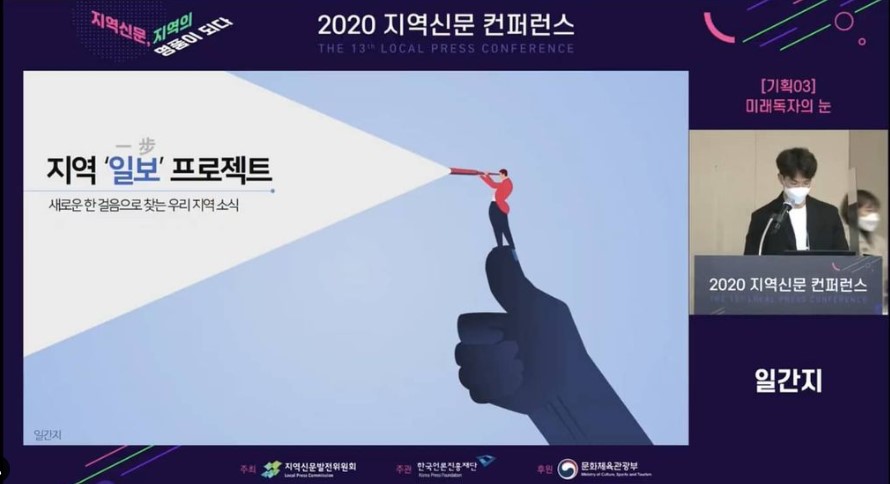 지역신문, 지역의
명품이 되다
2020 지역신문 컨퍼런스
THE 13th LOCAL PRESS CONFERENCE
[기획03]
미래독자의 눈
一步
지역 '일보' 프로젝트
새로운 한 걸음으로 찾는 우리 지역 소식
2020 지역신문 컨퍼런스
THE 13th LOCAL PRESS CONFERENCE
일간지
일간지
주최 지역신문발전위원회
Local Press Commission
주관 한국언론진흥재단
Korea Press Foundation
후원 문화체육관광부
Ministry of Culture, Sports and Tourism